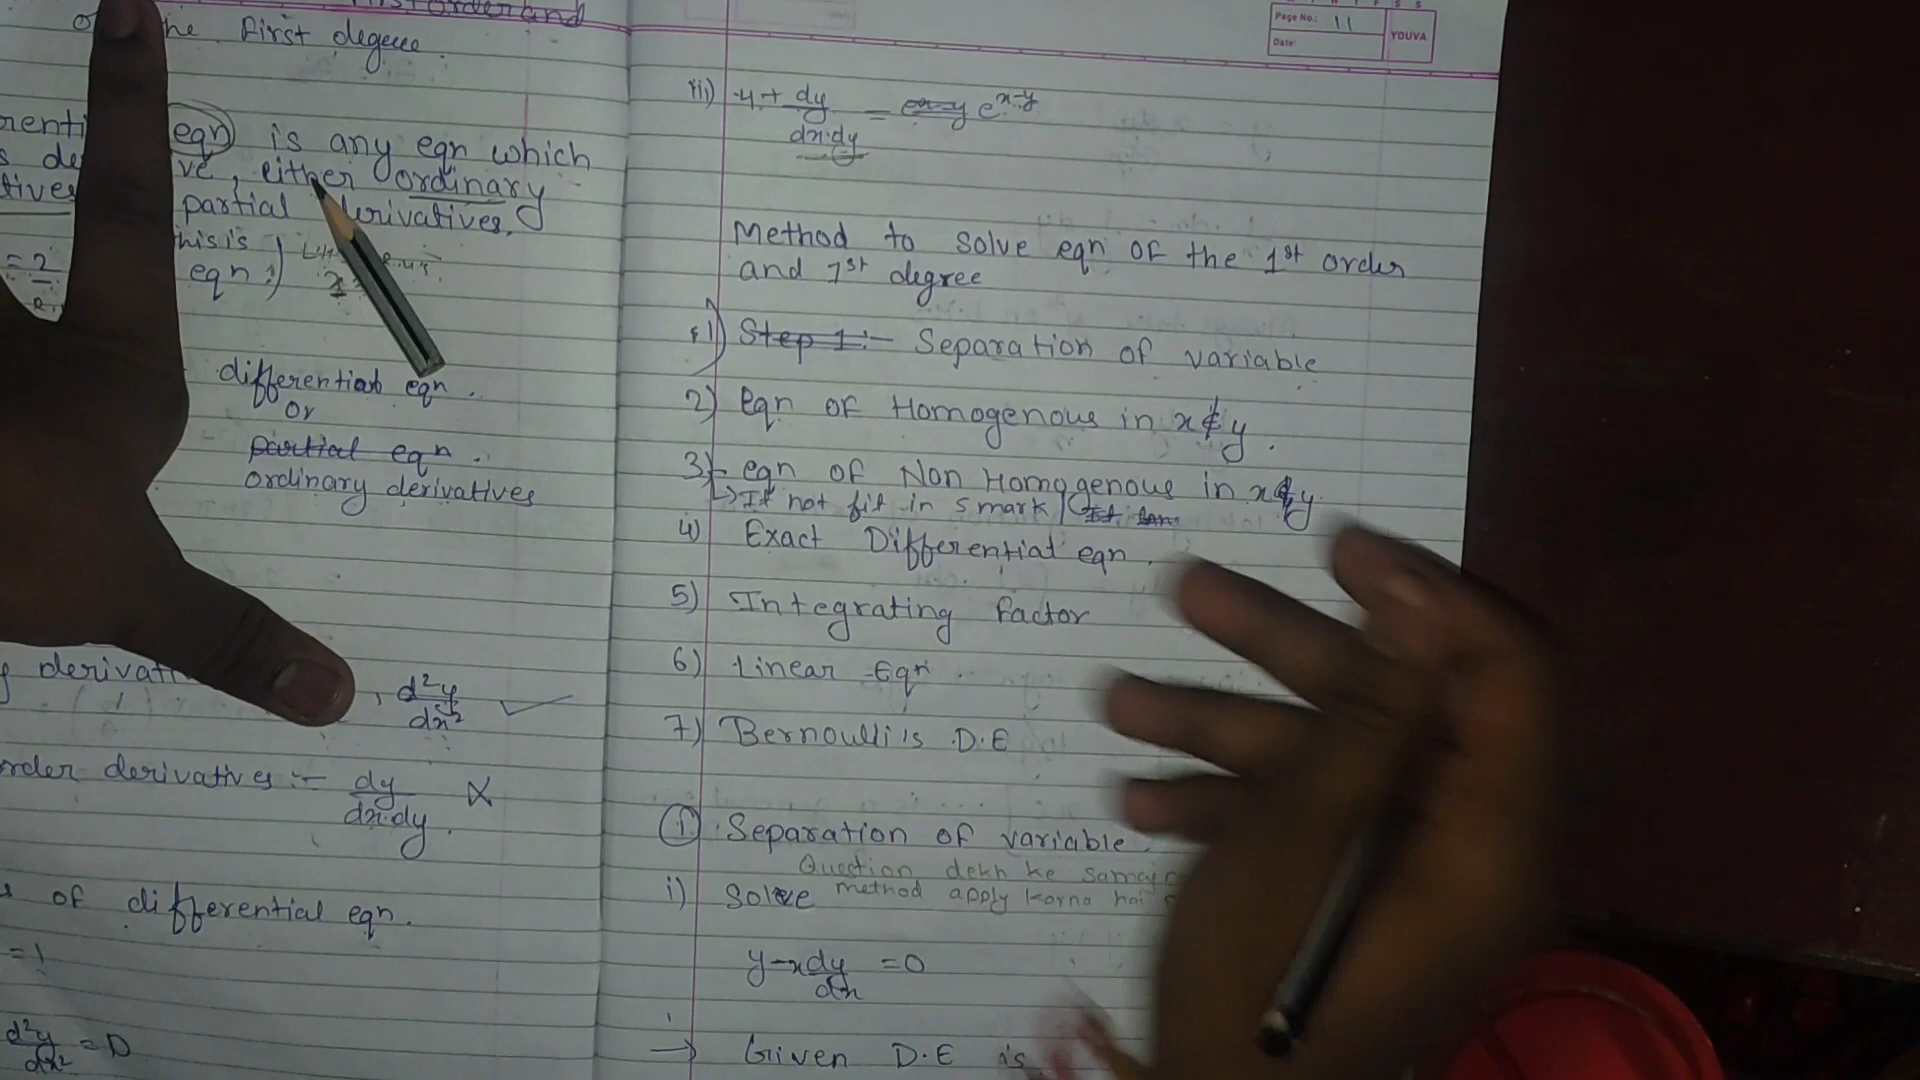 the First degree
eqn is any eqn which
either ordinary
partial derivatives.
eqn
differential eqn.
or
partial eqn.
ordinary derivatives
, d²y/dx²
order derivatives :- dy/dx.dy
of differential eqn.
=1
d²y/dx² = D
Page No.: 11
Date:
YOUVA
iii) y + dy/dx.dy = e^x-y
Method to solve eqn of the 1st order
and 1st degree
1) Step 1:- Separation of variable
2) eqn of Homogenous in x & y.
3) eqn of Non Homogenous in x & y.
↳ It not fit in 5 mark
4) Exact Differential eqn.
5) Integrating factor
6) Linear Eqn
7) Bernoulli's D.E
① Separation of variable
Question dekh ke
i) Solve method apply karna hai
y-x dy/dx = 0
→ Given D.E is